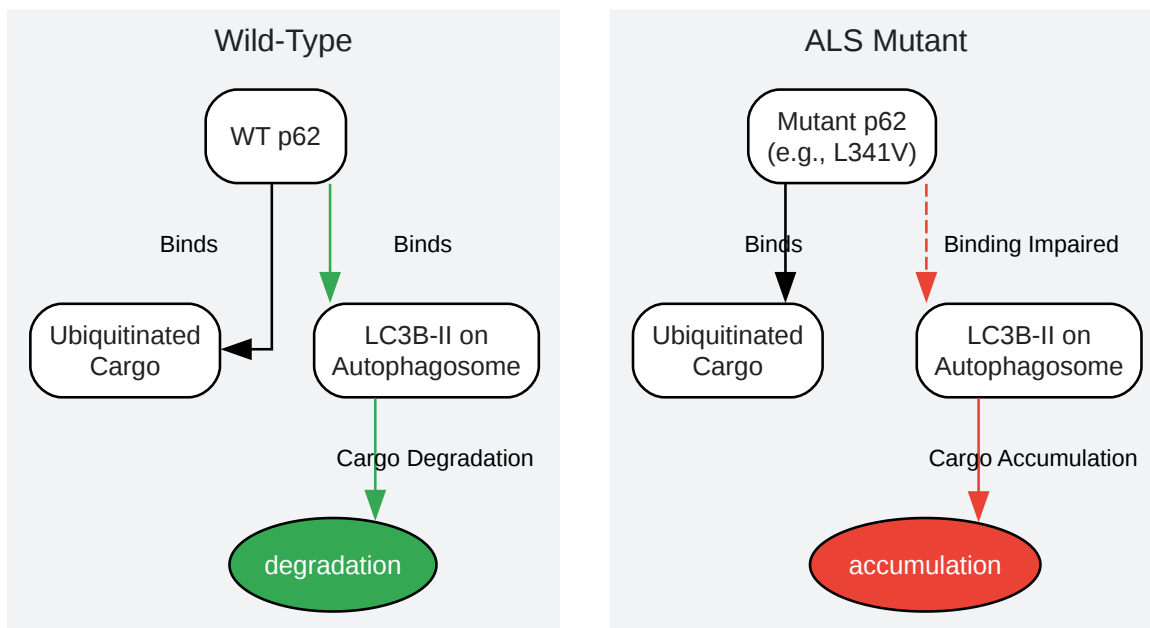 Wild-Type
WT p62
Binds
Binds
Ubiquitinated
Cargo
LC3B-II on
Autophagosome
Cargo Degradation
degradation
ALS Mutant
Mutant p62
(e.g., L341V)
Binds
Binding Impaired
Ubiquitinated
Cargo
LC3B-II on
Autophagosome
Cargo Accumulation
accumulation